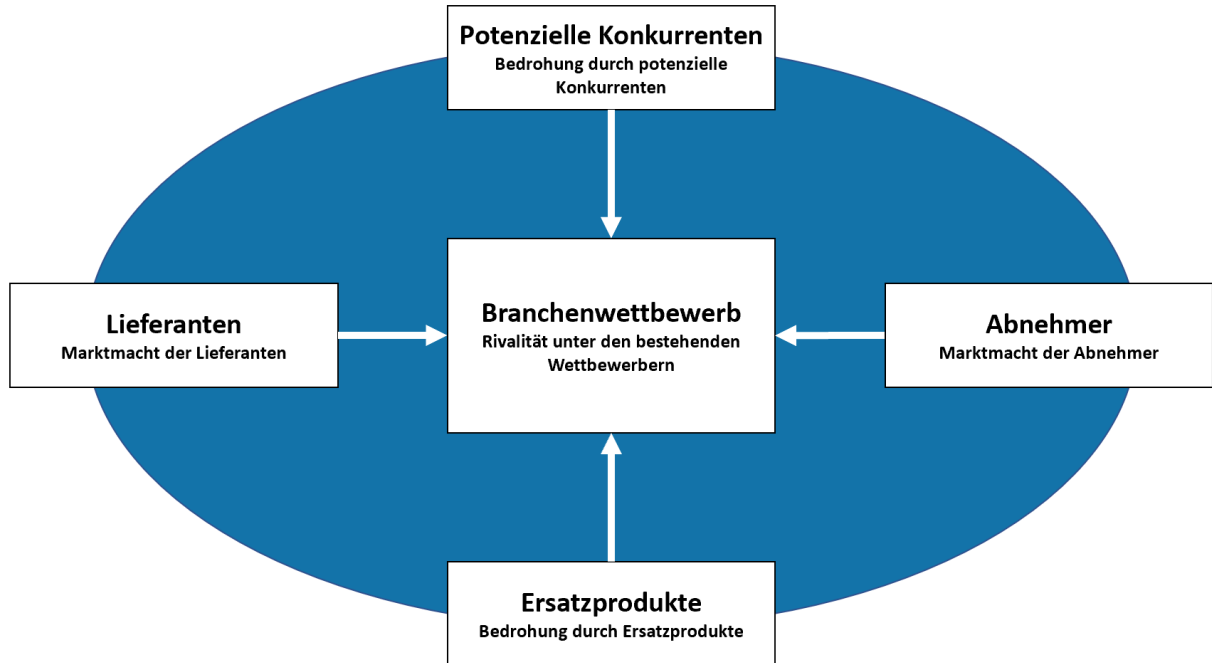 Potenzielle Konkurrenten
Bedrohung durch potenzielle
Konkurrenten
Lieferanten
Marktmacht der Lieferanten
Branchenwettbewerb
Rivalität unter den bestehenden
Wettbewerbern
Abnehmer
Marktmacht der Abnehmer
Ersatzprodukte
Bedrohung durch Ersatzprodukte